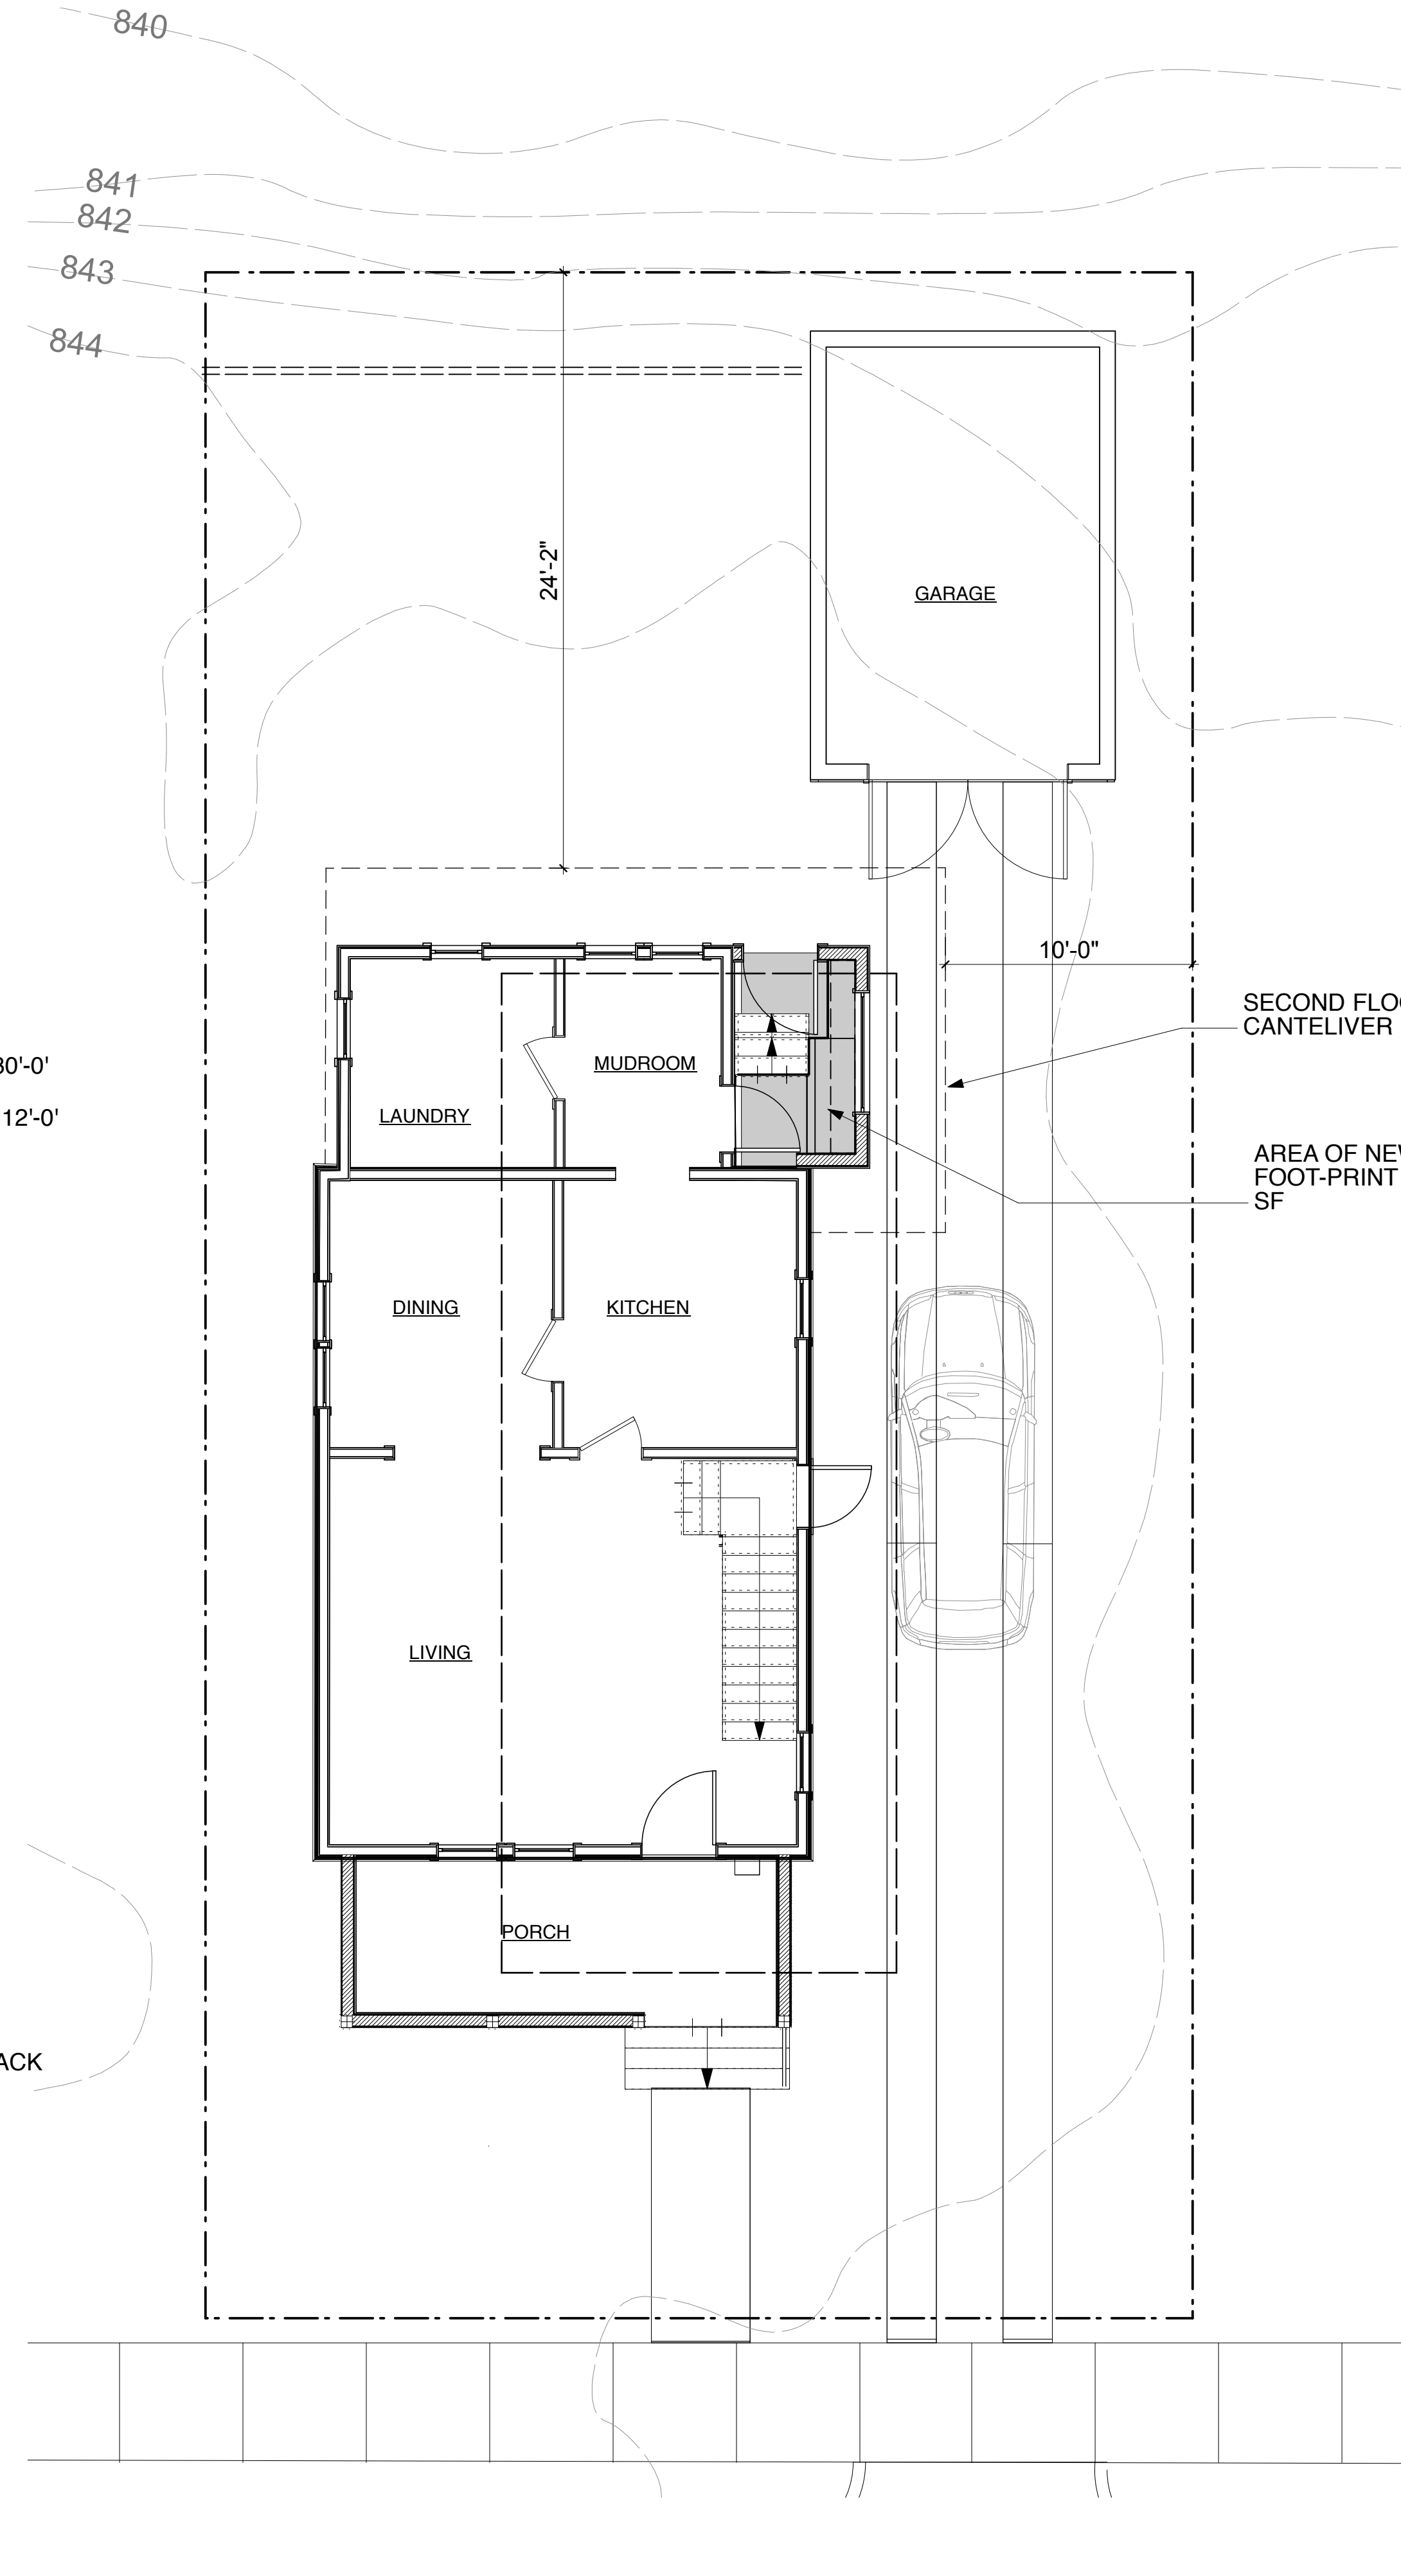 840
841
842
843
844
24'-2"
GARAGE
10'-0"
SECOND FLO
CANTELIVER
MUDROOM
30'-0'
LAUNDRY
12'-0'
AREA OF NE
FOOT-PRINT
SF
DINING
KITCHEN
LIVING
PORCH
ACK